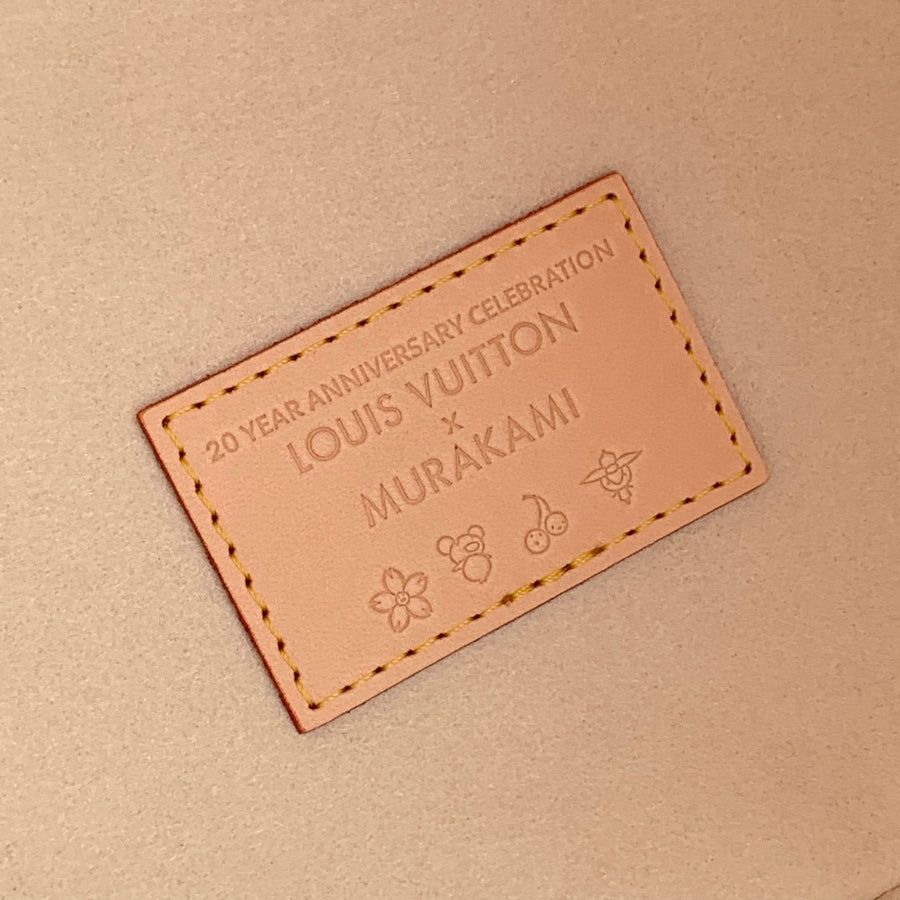 20 YEAR ANNIVERSARY CELEBRATION
LOUIS VUITTON
x
MURAKAMI